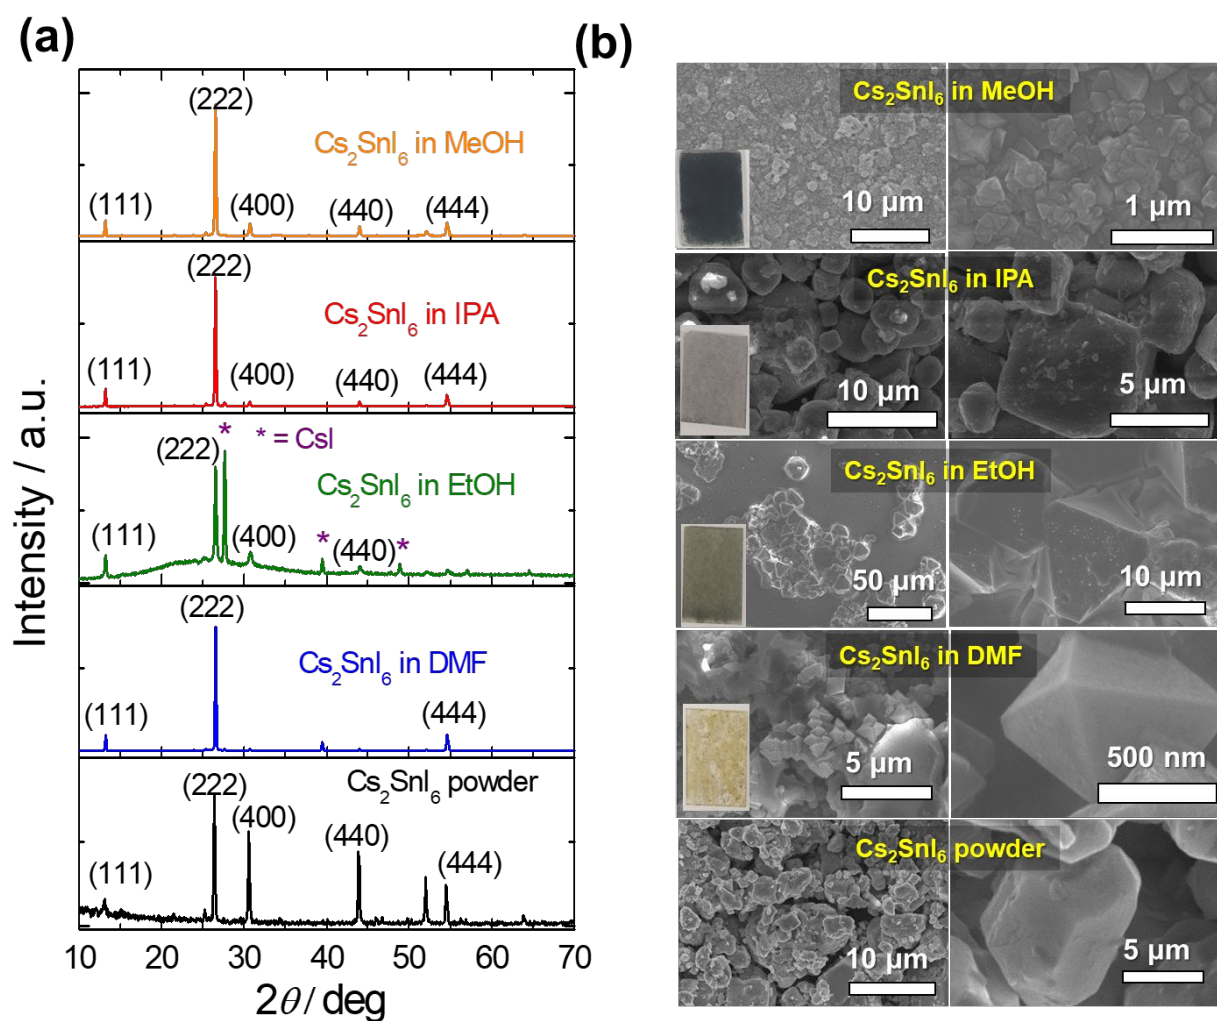 (a)
(222)
Cs₂SnI₆ in MeOH
(111)
(400)
(440)
(444)
(222)
Cs₂SnI₆ in IPA
(111)
(400)
(440)
(444)
* * = CsI
(222)
Cs₂SnI₆ in EtOH
(111)
(400)
*
(440)
*
(222)
Cs₂SnI₆ in DMF
(111)
(444)
Cs₂SnI₆ powder
(222)
(400)
(440)
(111)
(444)
10 20 30 40 50 60 70
2θ / deg
Intensity / a.u.
(b)
Cs₂SnI₆ in MeOH
10 µm
1 µm
Cs₂SnI₆ in IPA
10 µm
5 µm
Cs₂SnI₆ in EtOH
50 µm
10 µm
Cs₂SnI₆ in DMF
5 µm
500 nm
Cs₂SnI₆ powder
10 µm
5 µm